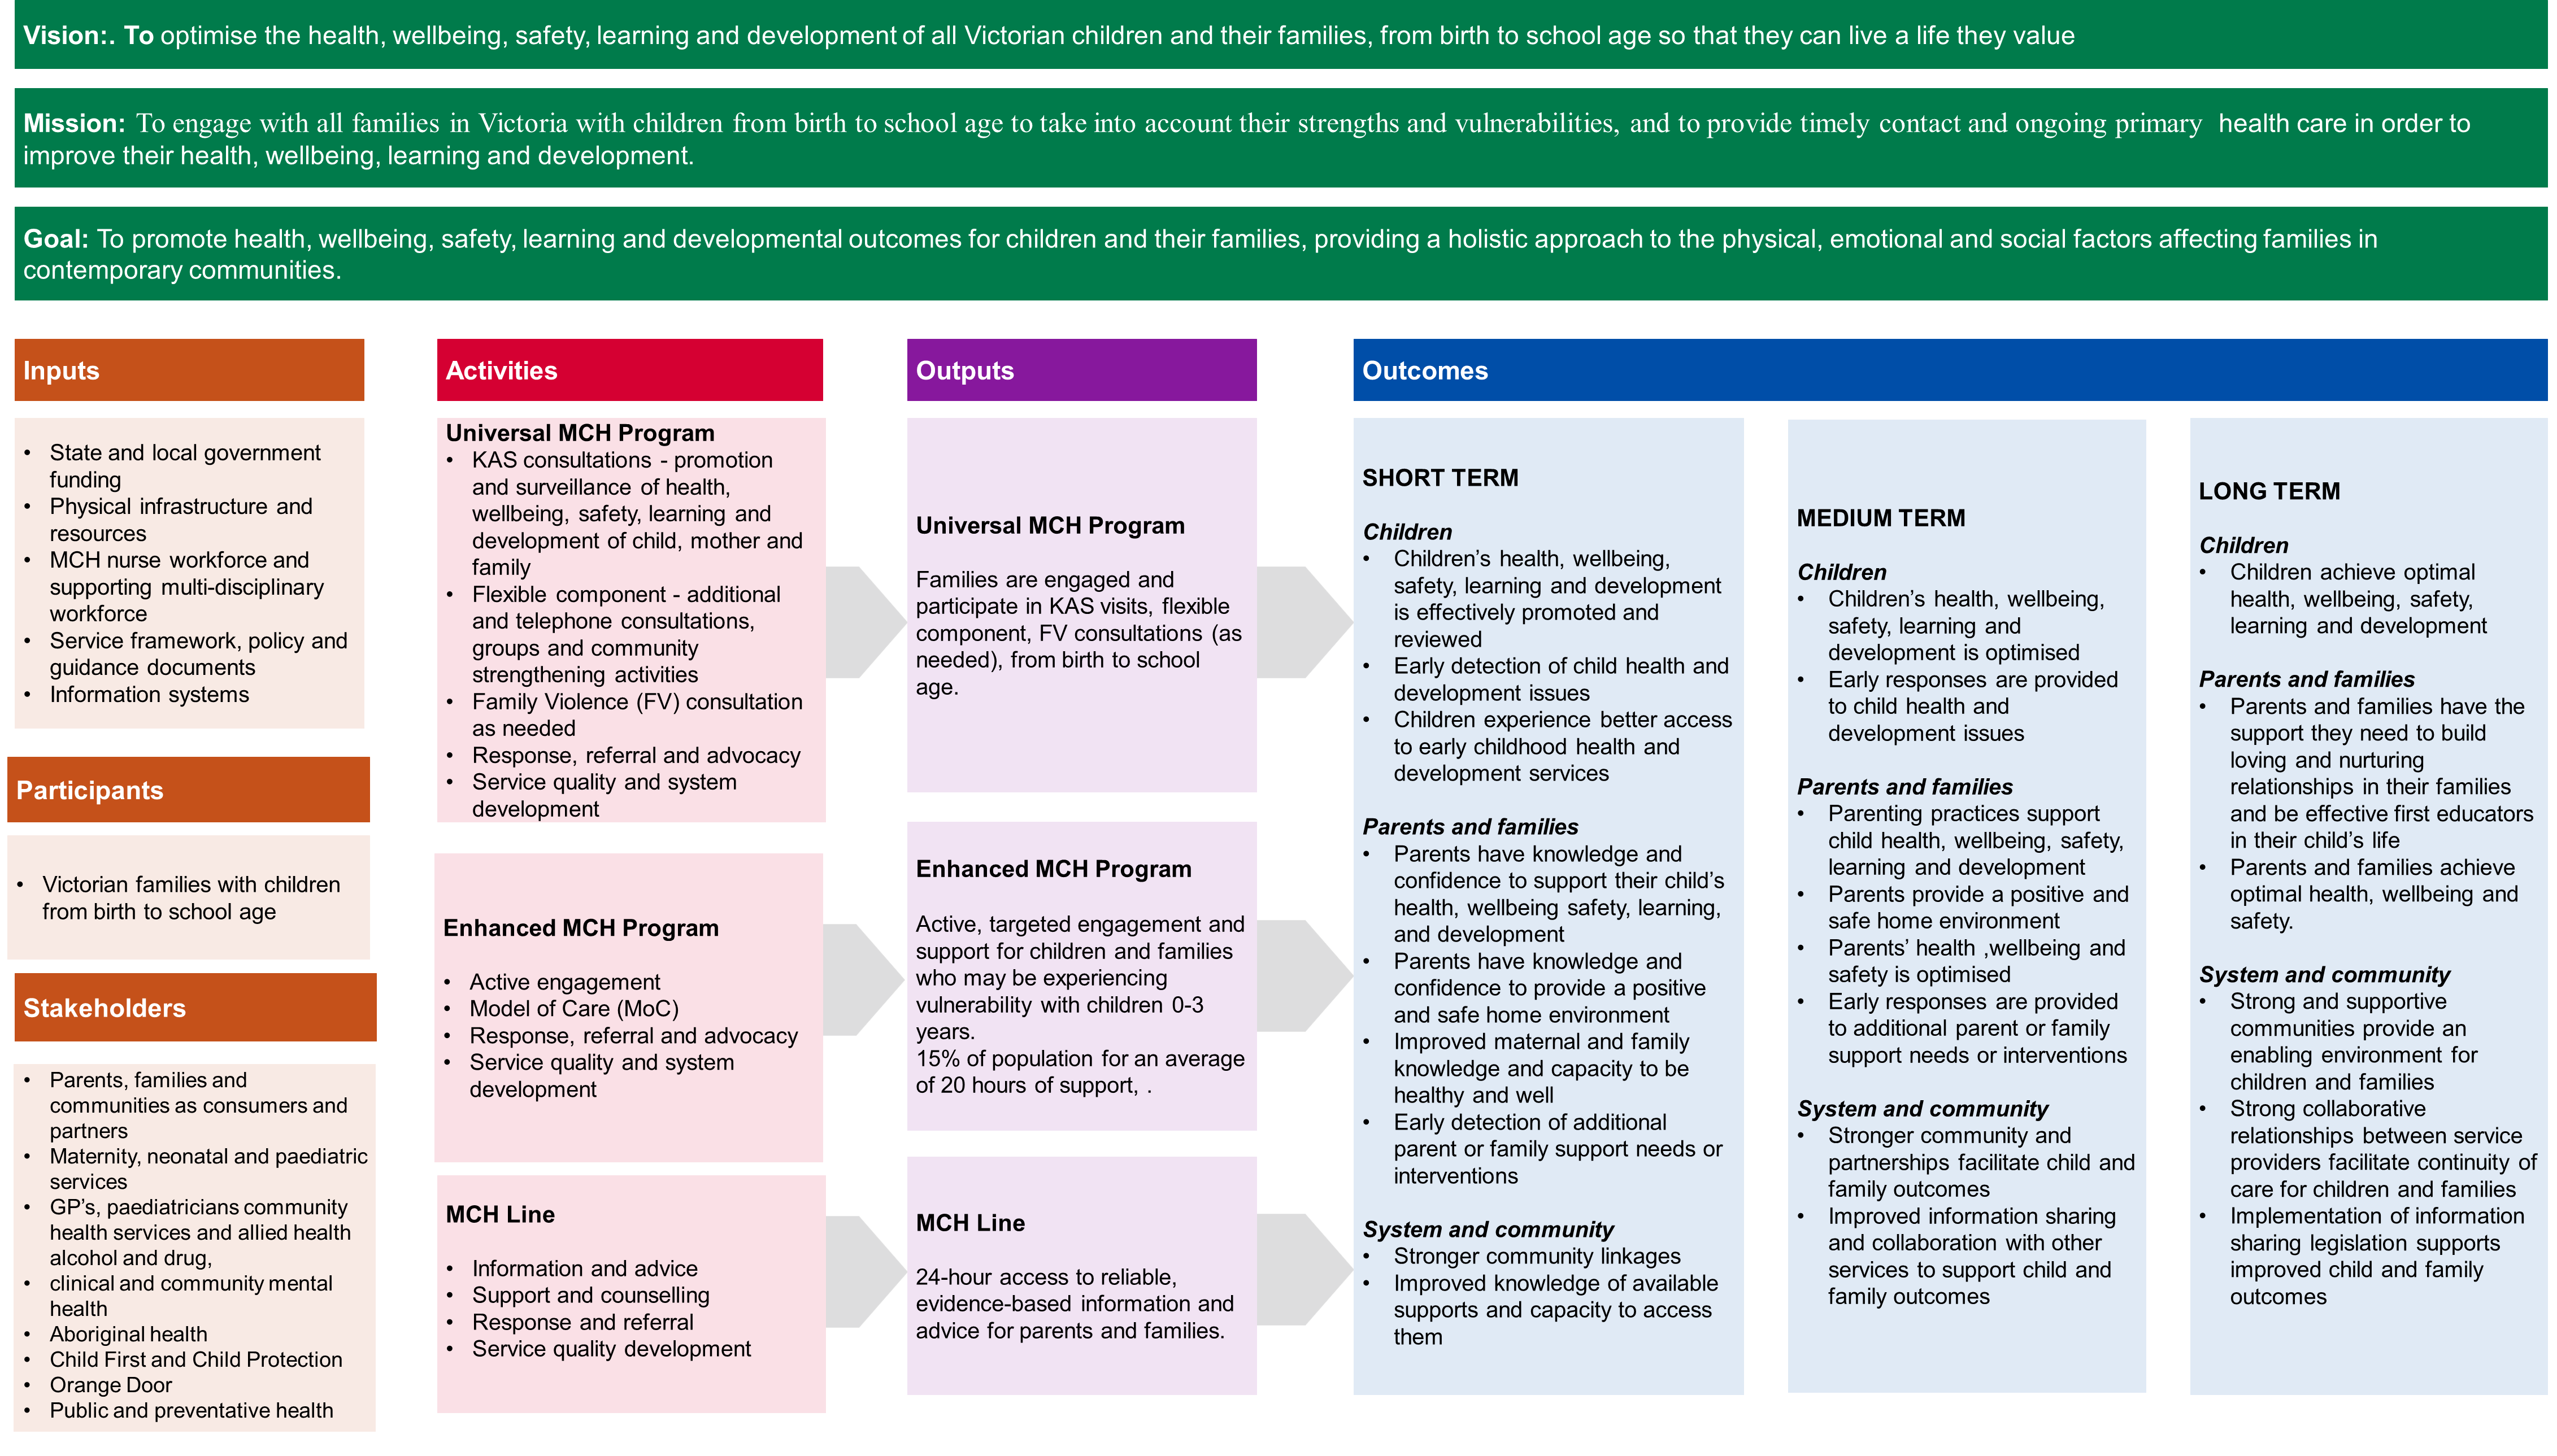 Vision:. To optimise the health, wellbeing, safety, learning and development of all Victorian children and their families, from birth to school age so that they can live a life they value
Mission: To engage with all families in Victoria with children from birth to school age to take into account their strengths and vulnerabilities, and to provide timely contact and ongoing primary health care in order to
improve their health, wellbeing, learning and development.
Goal: To promote health, wellbeing, safety, learning and developmental outcomes for children and their families, providing a holistic approach to the physical, emotional and social factors affecting families in
contemporary communities.
Inputs
• State and local government
funding
• Physical infrastructure and
resources
• MCH nurse workforce and
supporting multi-disciplinary
workforce
• Service framework, policy and
guidance documents
• Information systems
Participants
• Victorian families with children
from birth to school age
Stakeholders
• Parents, families and
communities as consumers and
partners
• Maternity, neonatal and paediatric
services
• GP’s, paediatricians community
health services and allied health
alcohol and drug,
• clinical and community mental
health
• Aboriginal health
• Child First and Child Protection
• Orange Door
• Public and preventative health
Activities
Universal MCH Program
• KAS consultations - promotion
and surveillance of health,
wellbeing, safety, learning and
development of child, mother and
family
• Flexible component - additional
and telephone consultations,
groups and community
strengthening activities
• Family Violence (FV) consultation
as needed
• Response, referral and advocacy
• Service quality and system
development
Enhanced MCH Program
• Active engagement
• Model of Care (MoC)
• Response, referral and advocacy
• Service quality and system
development
MCH Line
• Information and advice
• Support and counselling
• Response and referral
• Service quality development
Outputs
Universal MCH Program
Families are engaged and
participate in KAS visits, flexible
component, FV consultations (as
needed), from birth to school
age.
Enhanced MCH Program
Active, targeted engagement and
support for children and families
who may be experiencing
vulnerability with children 0-3
years.
15% of population for an average
of 20 hours of support, .
MCH Line
24-hour access to reliable,
evidence-based information and
advice for parents and families.
Outcomes
SHORT TERM
Children
• Children’s health, wellbeing,
safety, learning and development
is effectively promoted and
reviewed
• Early detection of child health and
development issues
• Children experience better access
to early childhood health and
development services
Parents and families
• Parents have knowledge and
confidence to support their child’s
health, wellbeing safety, learning,
and development
• Parents have knowledge and
confidence to provide a positive
and safe home environment
• Improved maternal and family
knowledge and capacity to be
healthy and well
• Early detection of additional
parent or family support needs or
interventions
System and community
• Stronger community linkages
• Improved knowledge of available
supports and capacity to access
them
MEDIUM TERM
Children
• Children’s health, wellbeing,
safety, learning and
development is optimised
• Early responses are provided
to child health and
development issues
Parents and families
• Parenting practices support
child health, wellbeing, safety,
learning and development
• Parents provide a positive and
safe home environment
• Parents’ health ,wellbeing and
safety is optimised
• Early responses are provided
to additional parent or family
support needs or interventions
System and community
• Stronger community and
partnerships facilitate child and
family outcomes
• Improved information sharing
and collaboration with other
services to support child and
family outcomes
LONG TERM
Children
• Children achieve optimal
health, wellbeing, safety,
learning and development
Parents and families
• Parents and families have the
support they need to build
loving and nurturing
relationships in their families
and be effective first educators
in their child’s life
• Parents and families achieve
optimal health, wellbeing and
safety.
System and community
• Strong and supportive
communities provide an
enabling environment for
children and families
• Strong collaborative
relationships between service
providers facilitate continuity of
care for children and families
• Implementation of information
sharing legislation supports
improved child and family
outcomes